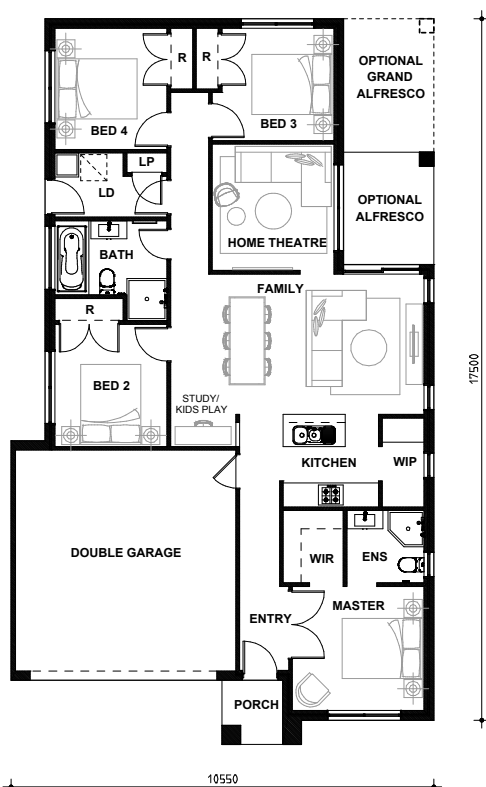 R
R
OPTIONAL
GRAND
ALFRESCO
BED 4
BED 3
LP
LD
OPTIONAL
ALFRESCO
BATH
HOME THEATRE
FAMILY
R
BED 2
STUDY/
KIDS PLAY
KITCHEN
WIP
DOUBLE GARAGE
WIR
ENS
ENTRY
MASTER
PORCH
17500
10550